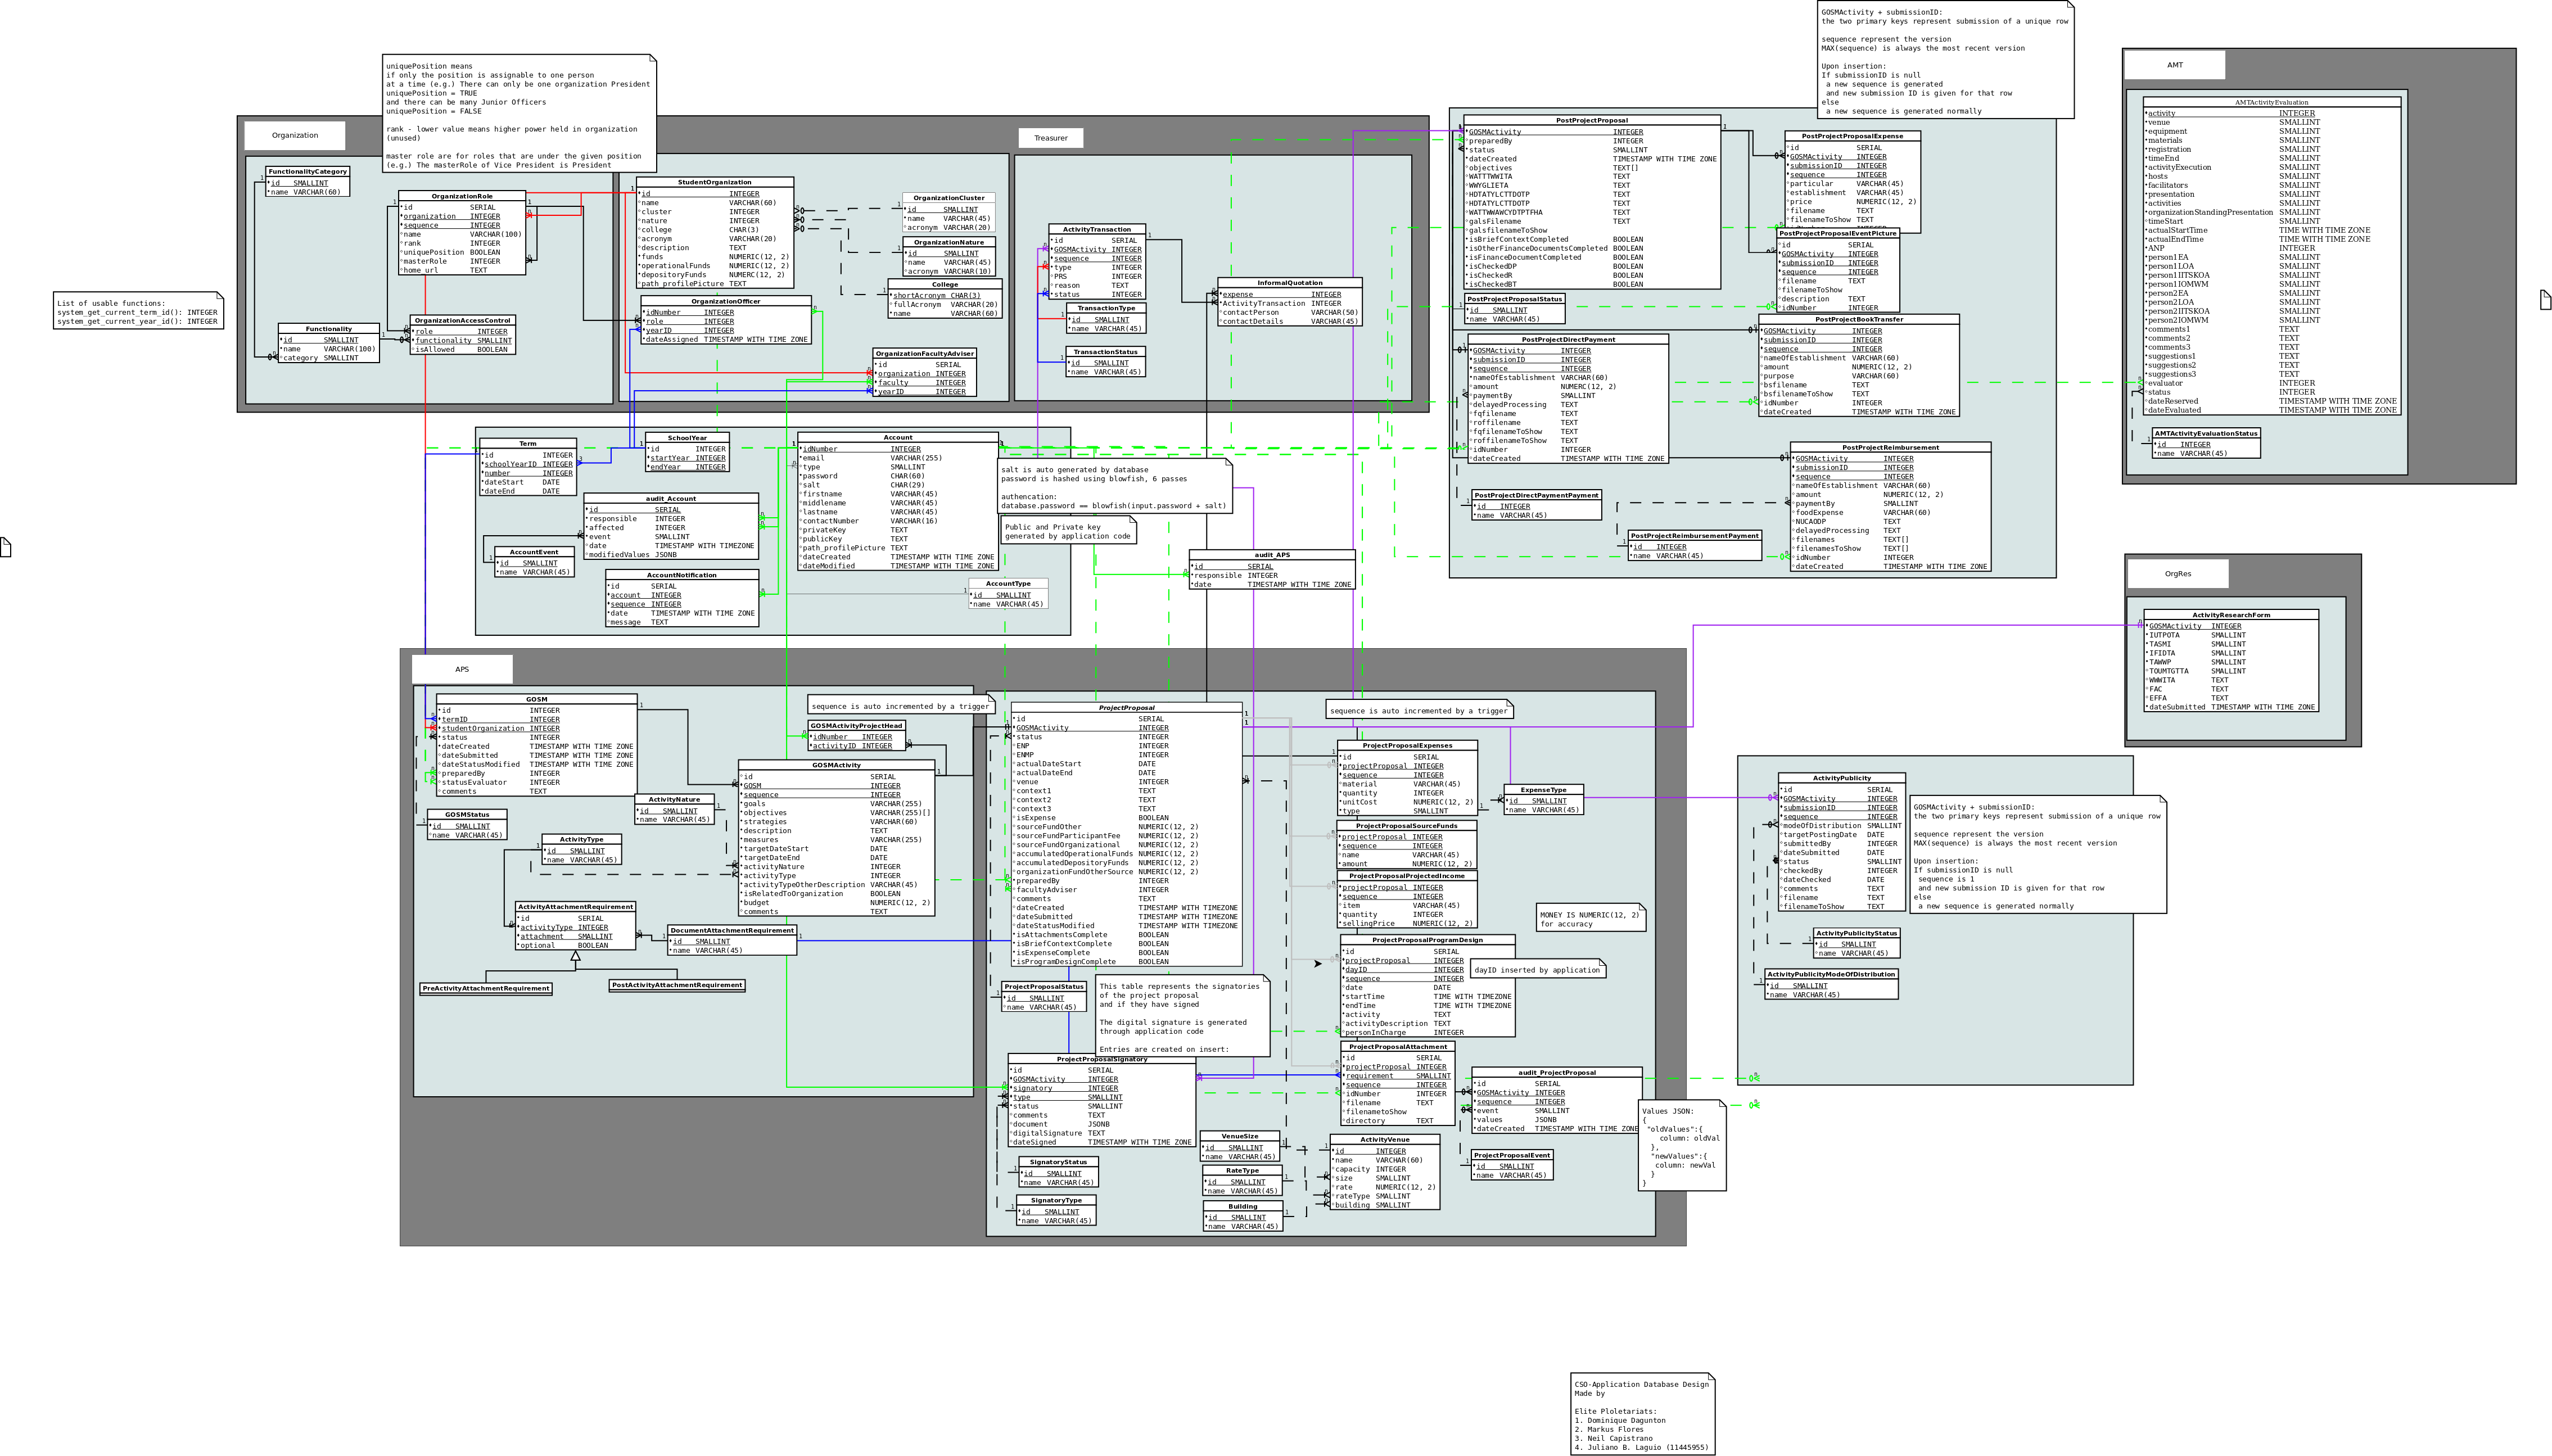 GOSMActivity + submissionID:
the two primary keys represent submission of a unique row
sequence represent the version
MAX(sequence) is always the most recent version
Upon insertion:
If submissionID is null
a new sequence is generated
and new submission ID is given for that row
else
a new sequence is generated normally
uniquePosition means
if only the position is assignable to one person
at a time (e.g.) There can only be one organization President
uniquePosition = TRUE
and there can be many Junior Officers
uniquePosition = FALSE
rank - lower value means higher power held in organization
(unused)
master role are for roles that are under the given position
(e.g.) The masterRole of Vice President is President
List of usable functions:
system_get_current_term_id(): INTEGER
system_get_current_year_id(): INTEGER
Organization
FunctionalityCategory
id SMALLINT
name VARCHAR(60)
OrganizationRole
id SERIAL
organization INTEGER
sequence INTEGER
name VARCHAR(100)
rank INTEGER
uniquePosition BOOLEAN
masterRole INTEGER
home_url TEXT
Functionality
id SMALLINT
name VARCHAR(100)
category SMALLINT
OrganizationAccessControl
role INTEGER
functionality SMALLINT
isAllowed BOOLEAN
StudentOrganization
id INTEGER
name VARCHAR(60)
cluster INTEGER
nature INTEGER
college CHAR(3)
acronym VARCHAR(20)
description TEXT
funds NUMERIC(12, 2)
operationalFunds NUMERIC(12, 2)
depositoryFunds NUMERC(12, 2)
path_profilePicture TEXT
OrganizationCluster
id SMALLINT
name VARCHAR(45)
acronym VARCHAR(20)
OrganizationNature
id SMALLINT
name VARCHAR(45)
acronym VARCHAR(10)
College
shortAcronym CHAR(3)
fullAcronym VARCHAR(20)
name VARCHAR(60)
OrganizationOfficer
idNumber INTEGER
role INTEGER
yearID INTEGER
dateAssigned TIMESTAMP WITH TIME ZONE
OrganizationFacultyAdviser
id SERIAL
organization INTEGER
faculty INTEGER
yearID INTEGER
Treasurer
ActivityTransaction
id SERIAL
GOSMActivity INTEGER
sequence INTEGER
type INTEGER
PRS INTEGER
reason TEXT
status INTEGER
TransactionType
id SMALLINT
name VARCHAR(45)
TransactionStatus
id SMALLINT
name VARCHAR(45)
InformalQuotation
expense INTEGER
ActivityTransaction INTEGER
contactPerson VARCHAR(50)
contactDetails VARCHAR(45)
PostProjectProposal
GOSMActivity INTEGER
preparedBy INTEGER
status SMALLINT
dateCreated TIMESTAMP WITH TIME ZONE
objectives TEXT[]
WATTTWWITA TEXT
WWYGLIETA TEXT
HDTATYLCTTDOTP TEXT
HDTATYLCTTDOTP TEXT
WATTWWAWCYDTPTFHA TEXT
galsFilename TEXT
galsfilenameToShow
isBriefContextCompleted BOOLEAN
isOtherFinanceDocumentsCompleted BOOLEAN
isFinanceDocumentCompleted BOOLEAN
isCheckedDP BOOLEAN
isCheckedR BOOLEAN
isCheckedBT BOOLEAN
PostProjectProposalStatus
id SMALLINT
name VARCHAR(45)
PostProjectProposalExpense
id SERIAL
GOSMActivity INTEGER
submissionID INTEGER
sequence INTEGER
particular VARCHAR(45)
establishment VARCHAR(45)
price NUMERIC(12, 2)
filename TEXT
filenameToShow TEXT
PostProjectProposalEventPicture
id SERIAL
GOSMActivity INTEGER
submissionID INTEGER
sequence INTEGER
filename TEXT
filenameToShow
description TEXT
idNumber INTEGER
PostProjectBookTransfer
GOSMActivity INTEGER
submissionID INTEGER
sequence INTEGER
nameOfEstablishment VARCHAR(60)
amount NUMERIC(12, 2)
purpose VARCHAR(60)
bsfilename TEXT
bsfilenameToShow TEXT
idNumber INTEGER
dateCreated TIMESTAMP WITH TIME ZONE
PostProjectDirectPayment
GOSMActivity INTEGER
submissionID INTEGER
sequence INTEGER
nameOfEstablishment VARCHAR(60)
amount NUMERIC(12, 2)
paymentBy SMALLINT
delayedProcessing TEXT
fqfilename TEXT
roffilename TEXT
fqfilenameToShow TEXT
roffilenameToShow TEXT
idNumber INTEGER
dateCreated TIMESTAMP WITH TIME ZONE
PostProjectDirectPaymentPayment
id INTEGER
name VARCHAR(45)
PostProjectReimbursement
GOSMActivity INTEGER
submissionID INTEGER
sequence INTEGER
nameOfEstablishment VARCHAR(60)
amount NUMERIC(12, 2)
paymentBy SMALLINT
foodExpense VARCHAR(60)
NUCAODP TEXT
delayedProcessing TEXT
filenames TEXT[]
filenamesToShow TEXT[]
idNumber INTEGER
dateCreated TIMESTAMP WITH TIME ZONE
PostProjectReimbursementPayment
id INTEGER
name VARCHAR(45)
AMT
AMTActivityEvaluation
activity INTEGER
venue SMALLINT
equipment SMALLINT
materials SMALLINT
registration SMALLINT
timeEnd SMALLINT
activityExecution SMALLINT
hosts SMALLINT
facilitators SMALLINT
presentation SMALLINT
activities SMALLINT
organizationStandingPresentation SMALLINT
timeStart SMALLINT
actualStartTime TIME WITH TIME ZONE
actualEndTime TIME WITH TIME ZONE
ANP INTEGER
person1EA SMALLINT
person1LOA SMALLINT
person1IITSKOA SMALLINT
person1IOMWM SMALLINT
person2EA SMALLINT
person2LOA SMALLINT
person2IITSKOA SMALLINT
person2IOMWM SMALLINT
comments1 TEXT
comments2 TEXT
comments3 TEXT
suggestions1 TEXT
suggestions2 TEXT
suggestions3 TEXT
evaluator INTEGER
status INTEGER
dateReserved TIMESTAMP WITH TIME ZONE
dateEvaluated TIMESTAMP WITH TIME ZONE
AMTActivityEvaluationStatus
id INTEGER
name VARCHAR(45)
Term
id INTEGER
schoolYearID INTEGER
number INTEGER
dateStart DATE
dateEnd DATE
SchoolYear
id INTEGER
startYear INTEGER
endYear INTEGER
audit_Account
id SERIAL
responsible INTEGER
affected INTEGER
event SMALLINT
date TIMESTAMP WITH TIMEZONE
modifiedValues JSONB
AccountEvent
id SMALLINT
name VARCHAR(45)
AccountNotification
id SERIAL
account INTEGER
sequence INTEGER
date TIMESTAMP WITH TIME ZONE
message TEXT
Account
idNumber INTEGER
email VARCHAR(255)
type SMALLINT
password CHAR(60)
salt CHAR(29)
firstname VARCHAR(45)
middlename VARCHAR(45)
lastname VARCHAR(45)
contactNumber VARCHAR(16)
privateKey TEXT
publicKey TEXT
path_profilePicture TEXT
dateCreated TIMESTAMP WITH TIME ZONE
dateModified TIMESTAMP WITH TIME ZONE
AccountType
id SMALLINT
name VARCHAR(45)
salt is auto generated by database
password is hashed using blowfish, 6 passes
authencation:
database.password == blowfish(input.password + salt)
Public and Private key
generated by application code
audit_APS
id SERIAL
responsible INTEGER
date TIMESTAMP WITH TIME ZONE
OrgRes
ActivityResearchForm
GOSMActivity INTEGER
IUTPOTA SMALLINT
TASMI SMALLINT
IFIDTA SMALLINT
TAWWP SMALLINT
TOUMTGTTA SMALLINT
WWWITA TEXT
FAC TEXT
EFFA TEXT
dateSubmitted TIMESTAMP WITH TIME ZONE
APS
GOSM
id INTEGER
termID INTEGER
studentOrganization INTEGER
status INTEGER
dateCreated TIMESTAMP WITH TIME ZONE
dateSubmitted TIMESTAMP WITH TIME ZONE
dateStatusModified TIMESTAMP WITH TIME ZONE
preparedBy INTEGER
statusEvaluator INTEGER
comments TEXT
GOSMStatus
id SMALLINT
name VARCHAR(45)
sequence is auto incremented by a trigger
GOSMActivityProjectHead
idNumber INTEGER
activityID INTEGER
GOSMActivity
id SERIAL
GOSM INTEGER
sequence INTEGER
goals VARCHAR(255)
objectives VARCHAR(255)[]
strategies VARCHAR(60)
description TEXT
measures VARCHAR(255)
targetDateStart DATE
targetDateEnd DATE
activityNature INTEGER
activityType INTEGER
activityTypeOtherDescription VARCHAR(45)
isRelatedToOrganization BOOLEAN
budget NUMERIC(12, 2)
comments TEXT
ActivityNature
id SMALLINT
name VARCHAR(45)
ActivityType
id SMALLINT
name VARCHAR(45)
ActivityAttachmentRequirement
id SERIAL
activityType INTEGER
attachment SMALLINT
optional BOOLEAN
DocumentAttachmentRequirement
id SMALLINT
name VARCHAR(45)
PreActivityAttachmentRequirement
PostActivityAttachmentRequirement
ProjectProposal
id SERIAL
GOSMActivity INTEGER
status INTEGER
ENP INTEGER
ENMP INTEGER
actualDateStart DATE
actualDateEnd DATE
venue INTEGER
context1 TEXT
context2 TEXT
context3 TEXT
isExpense BOOLEAN
sourceFundOther NUMERIC(12, 2)
sourceFundParticipantFee NUMERIC(12, 2)
sourceFundOrganizational NUMERIC(12, 2)
accumulatedOperationalFunds NUMERIC(12, 2)
accumulatedDepositoryFunds NUMERIC(12, 2)
organizationFundOtherSource NUMERIC(12, 2)
preparedBy INTEGER
facultyAdviser INTEGER
comments TEXT
dateCreated TIMESTAMP WITH TIMEZONE
dateSubmitted TIMESTAMP WITH TIMEZONE
dateStatusModified TIMESTAMP WITH TIMEZONE
isAttachmentsComplete BOOLEAN
isBriefContextComplete BOOLEAN
isExpenseComplete BOOLEAN
isProgramDesignComplete BOOLEAN
ProjectProposalStatus
id SMALLINT
name VARCHAR(45)
This table represents the signatories
of the project proposal
and if they have signed
The digital signature is generated
through application code
Entries are created on insert:
ProjectProposalSignatory
id SERIAL
GOSMActivity INTEGER
signatory INTEGER
type SMALLINT
status SMALLINT
comments TEXT
document JSONB
digitalSignature TEXT
dateSigned TIMESTAMP WITH TIME ZONE
SignatoryStatus
id SMALLINT
name VARCHAR(45)
SignatoryType
id SMALLINT
name VARCHAR(45)
sequence is auto incremented by a trigger
ProjectProposalExpenses
id SERIAL
projectProposal INTEGER
sequence INTEGER
material VARCHAR(45)
quantity INTEGER
unitCost NUMERIC(12, 2)
type SMALLINT
ExpenseType
id SMALLINT
name VARCHAR(45)
ProjectProposalSourceFunds
projectProposal INTEGER
sequence INTEGER
name VARCHAR(45)
amount NUMERIC(12, 2)
ProjectProposalProjectedIncome
projectProposal INTEGER
sequence INTEGER
item VARCHAR(45)
quantity INTEGER
sellingPrice NUMERIC(12, 2)
MONEY IS NUMERIC(12, 2)
for accuracy
ProjectProposalProgramDesign
id SERIAL
projectProposal INTEGER
dayID INTEGER
sequence INTEGER
date DATE
startTime TIME WITH TIMEZONE
endTime TIME WITH TIMEZONE
activity TEXT
activityDescription TEXT
personInCharge INTEGER
dayID inserted by application
ProjectProposalAttachment
id SERIAL
projectProposal INTEGER
requirement SMALLINT
sequence INTEGER
idNumber INTEGER
filename TEXT
filenametoShow
directory TEXT
audit_ProjectProposal
id SERIAL
GOSMActivity INTEGER
sequence INTEGER
event SMALLINT
values JSONB
dateCreated TIMESTAMP WITH TIME ZONE
ProjectProposalEvent
id SMALLINT
name VARCHAR(45)
Values JSON:
{
"oldValues":{
column: oldVal
},
"newValues":{
column: newVal
}
}
VenueSize
id SMALLINT
name VARCHAR(45)
RateType
id SMALLINT
name VARCHAR(45)
Building
id SMALLINT
name VARCHAR(45)
ActivityVenue
id INTEGER
name VARCHAR(60)
capacity INTEGER
size SMALLINT
rate NUMERIC(12, 2)
rateType SMALLINT
building SMALLINT
ActivityPublicity
id SERIAL
GOSMActivity INTEGER
submissionID INTEGER
sequence INTEGER
modeOfDistribution SMALLINT
targetPostingDate DATE
submittedBy INTEGER
dateSubmitted DATE
status SMALLINT
checkedBy INTEGER
dateChecked DATE
comments TEXT
filename TEXT
filenameToShow TEXT
GOSMActivity + submissionID:
the two primary keys represent submission of a unique row
sequence represent the version
MAX(sequence) is always the most recent version
Upon insertion:
If submissionID is null
sequence is 1
and new submission ID is given for that row
else
a new sequence is generated normally
ActivityPublicityStatus
id SMALLINT
name VARCHAR(45)
ActivityPublicityModeOfDistribution
id SMALLINT
name VARCHAR(45)
CSO-Application Database Design
Made by
Elite Ploletariats:
1. Dominique Dagunton
2. Markus Flores
3. Neil Capistrano
4. Juliano B. Laguio (11445955)